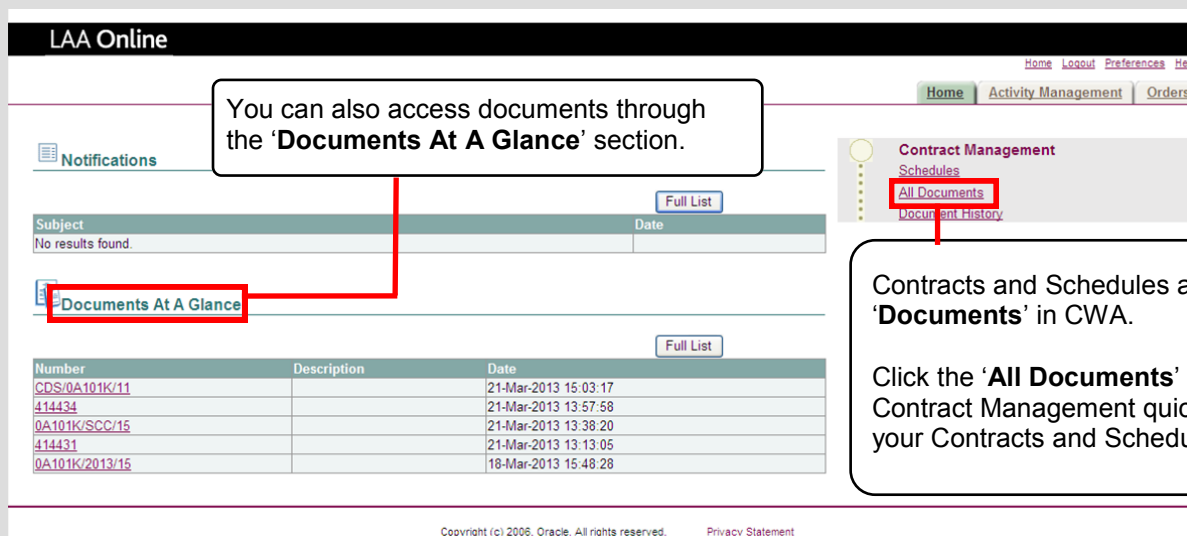 LAA Online
Home Logout Preferences
Home Activity Management Orders
You can also access documents through
the ‘Documents At A Glance’ section.
Notifications
Full List
Subject Date
No results found.
Documents At A Glance
Full List
Number Description Date
CDS/0A101K/11 21-Mar-2013 15:03:17
414434 21-Mar-2013 13:57:58
0A101K/SCC/15 21-Mar-2013 13:38:20
414431 21-Mar-2013 13:13:05
0A101K/2013/15 18-Mar-2013 15:48:28
Contract Management
Schedules
All Documents
Document History
Contracts and Schedules
‘Documents’ in CWA.
Click the ‘All Documents’
Contract Management
your Contracts and
Copyright (c) 2006, Oracle. All rights reserved. Privacy Statement